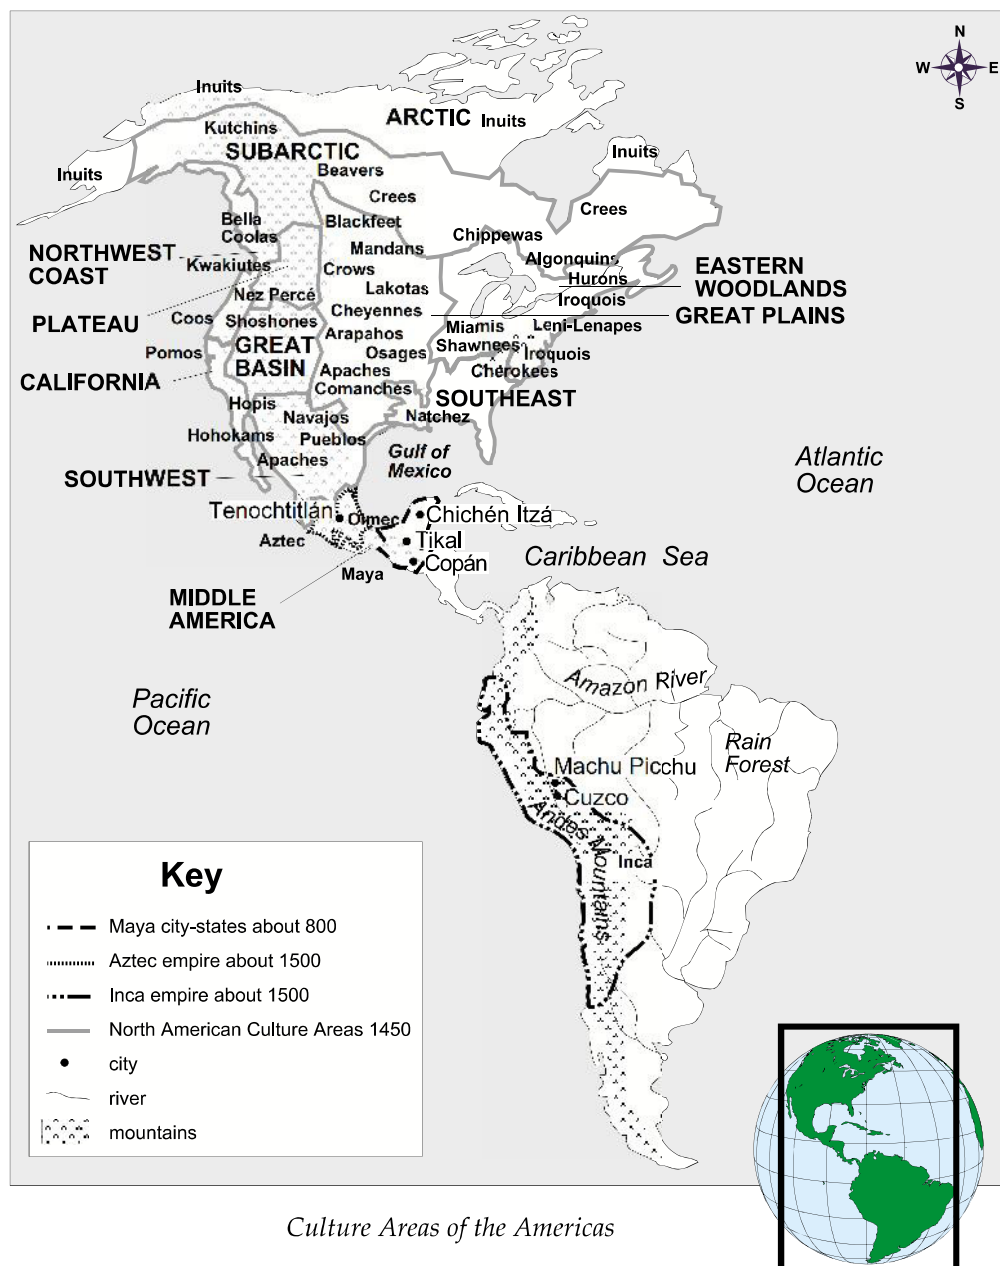 N
W E
S
Inuits
ARCTIC Inuits
Kutchins
SUBARCTIC
Inuits
Beavers
Inuits
Crees
Crees
Bella
Coolas
Blackfeet
Chippewas
Mandans
NORTHWEST
COAST
Kwakiutes
Algonquins
Crows
Hurons
EASTERN
WOODLANDS
Lakotas
Nez Percé
Iroquois
PLATEAU
Coos
Shoshones
Cheyennes
GREAT PLAINS
Miamis
Leni-Lenapes
Arapahos
Shawnees
GREAT
BASIN
Pomos
Osages
Iroquois
CALIFORNIA
Apaches
Cherokees
Comanches
SOUTHEAST
Hopis
Navajos
Natchez
Hohokams
Pueblos
Gulf of
Mexico
Apaches
SOUTHWEST
Atlantic
Ocean
Tenochtitlán
Olmec
Chichén Itzá
Aztec
Tikal
Copán
Maya
Caribbean Sea
MIDDLE
AMERICA
Amazon River
Pacific
Ocean
Rain
Forest
Machu Picchu
Cuzco
Andes Mountains
Inca
Key
Maya city-states about 800
Aztec empire about 1500
Inca empire about 1500
North American Culture Areas 1450
city
river
mountains
Culture Areas of the Americas